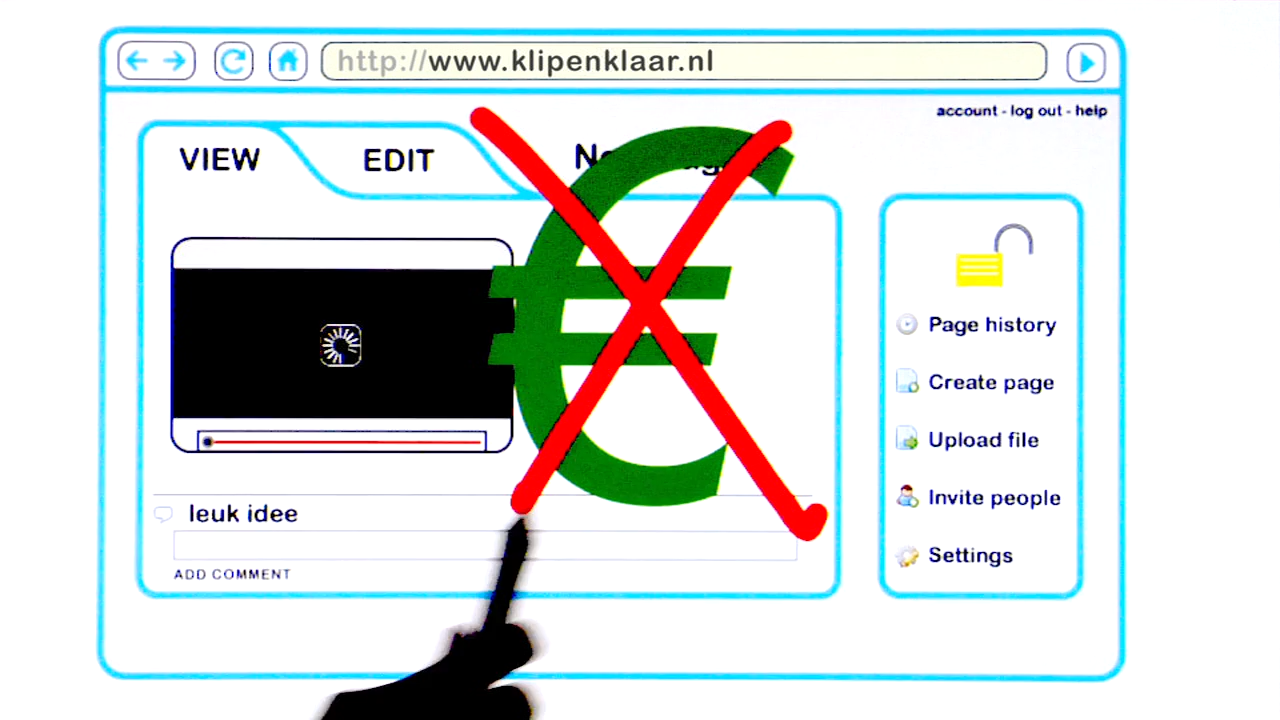 http://www.klipenklaar.nl
account - log out - help
VIEW
EDIT
€
Page history
Create page
Upload file
Invite people
Settings
leuk idee
ADD COMMENT